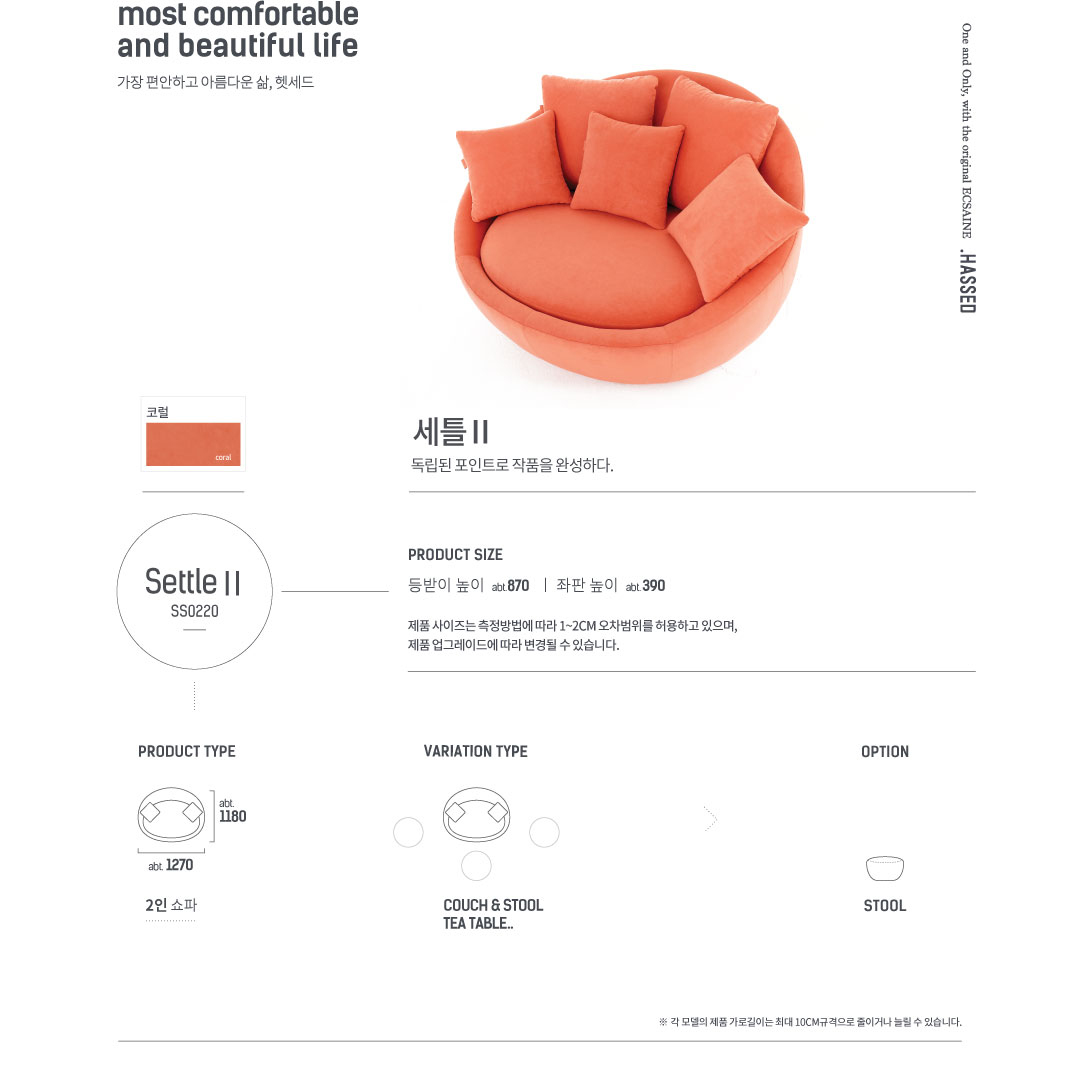 most comfortable
and beautiful life
가장 편안하고 아름다운 삶, 헷세드
One and Only, with the original ECSAINE .HASSED
코럴
coral
세틀 II
독립된 포인트로 작품을 완성하다.
Settle II
SS0220
PRODUCT SIZE
등받이 높이 abt.870 | 좌판 높이 abt.390
제품 사이즈는 측정방법에 따라 1~2CM 오차범위를 허용하고 있으며,
제품 업그레이드에 따라 변경될 수 있습니다.
PRODUCT TYPE
abt.
1180
abt. 1270
2인 쇼파
VARIATION TYPE
COUCH & STOOL
TEA TABLE..
OPTION
STOOL
※ 각 모델의 제품 가로길이는 최대 10CM규격으로 줄이거나 늘릴 수 있습니다.